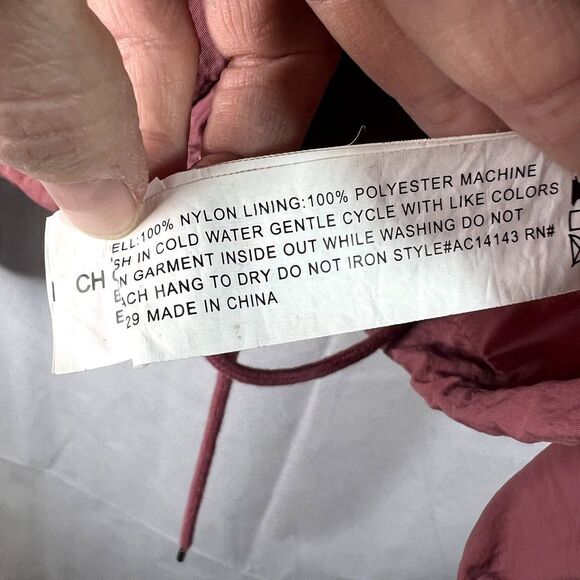 ELL:100% NYLON LINING:100% POLYESTER MACHINE
SH IN COLD WATER GENTLE CYCLE WITH LIKE COLORS
N GARMENT INSIDE OUT WHILE WASHING DO NOT
ACH HANG TO DRY DO NOT IRON STYLE#AC14143 RN#
29 MADE IN CHINA
CH
E
E